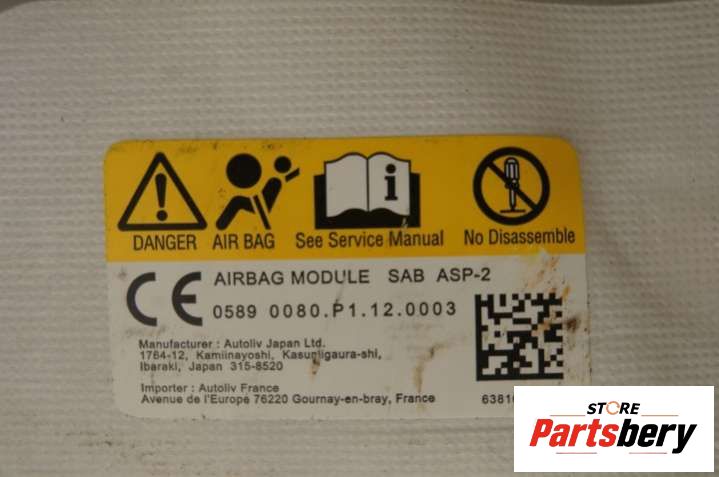 DANGER AIR BAG See Service Manual No Disassemble
CE AIRBAG MODULE SAB ASP-2
0589 0080.P1.12.0003
Manufacturer : Autoliv Japan Ltd.
1764-12, Kamiinayoshi, Kasumigaura-shi,
Ibaraki, Japan 315-8520
Importer : Autoliv France
Avenue de l'Europe 76220 Gournay-en-bray, France
STORE
Partsbery